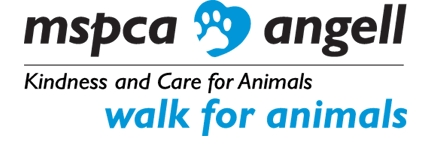 mspca angell
Kindness and Care for Animals
walk for animals